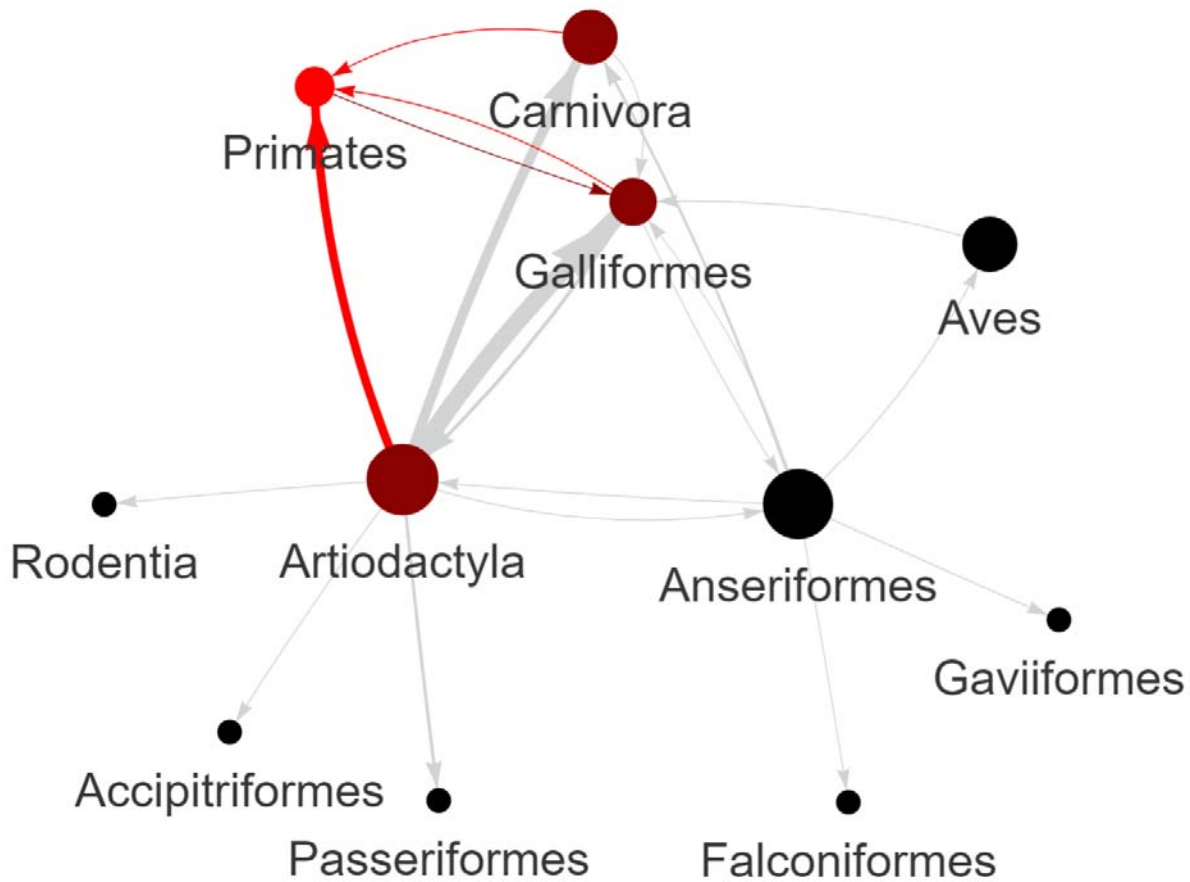 Carnivora
Primates
Galliformes
Aves
Rodentia
Artiodactyla
Anseriformes
Gaviiformes
Accipitriformes
Passeriformes
Falconiformes